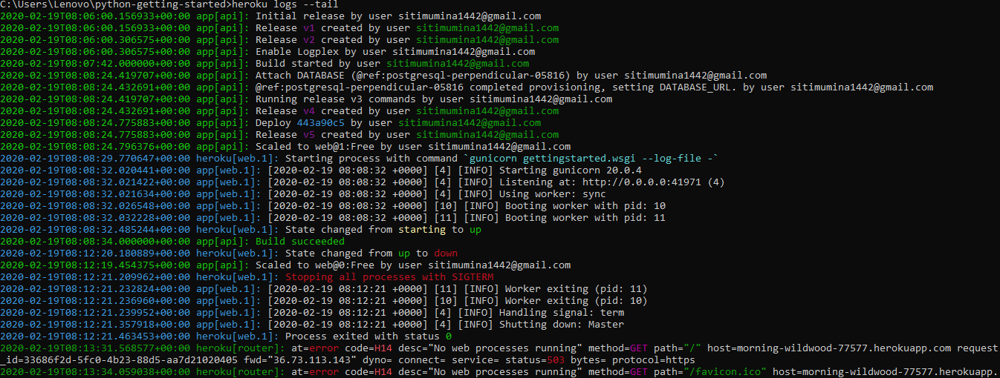 C:\Users\Lenovo\python-getting-started>heroku logs --tail
2020-02-19T08:06:00.156933+00:00 app[api]: Initial release by user sitimumina1442@gmail.com
2020-02-19T08:06:00.156933+00:00 app[api]: Release v1 created by user sitimumina1442@gmail.com
2020-02-19T08:06:00.306575+00:00 app[api]: Release v2 created by user sitimumina1442@gmail.com
2020-02-19T08:06:00.306575+00:00 app[api]: Enable Logplex by user sitimumina1442@gmail.com
2020-02-19T08:07:42.000000+00:00 app[api]: Build started by user sitimumina1442@gmail.com
2020-02-19T08:08:24.419707+00:00 app[api]: Attach DATABASE (@ref:postgresql-perpendicular-05816) by user sitimumina1442@gmail.com
2020-02-19T08:08:24.432691+00:00 app[api]: @ref:postgresql-perpendicular-05816 completed provisioning, setting DATABASE_URL. by user sitimumina1442@gmail.com
2020-02-19T08:08:24.419707+00:00 app[api]: Running release v3 commands by user sitimumina1442@gmail.com
2020-02-19T08:08:24.432691+00:00 app[api]: Release v4 created by user sitimumina1442@gmail.com
2020-02-19T08:08:24.775883+00:00 app[api]: Deploy 443a90c5 by user sitimumina1442@gmail.com
2020-02-19T08:08:24.775883+00:00 app[api]: Release v5 created by user sitimumina1442@gmail.com
2020-02-19T08:08:24.796376+00:00 app[api]: Scaled to web@1:Free by user sitimumina1442@gmail.com
2020-02-19T08:08:29.770647+00:00 heroku[web.1]: Starting process with command `gunicorn gettingstarted.wsgi --log-file -`
2020-02-19T08:08:32.020441+00:00 app[web.1]: [2020-02-19 08:08:32 +0000] [4] [INFO] Starting gunicorn 20.0.4
2020-02-19T08:08:32.021422+00:00 app[web.1]: [2020-02-19 08:08:32 +0000] [4] [INFO] Listening at: http://0.0.0.0:41971 (4)
2020-02-19T08:08:32.021634+00:00 app[web.1]: [2020-02-19 08:08:32 +0000] [4] [INFO] Using worker: sync
2020-02-19T08:08:32.026548+00:00 app[web.1]: [2020-02-19 08:08:32 +0000] [10] [INFO] Booting worker with pid: 10
2020-02-19T08:08:32.032228+00:00 app[web.1]: [2020-02-19 08:08:32 +0000] [11] [INFO] Booting worker with pid: 11
2020-02-19T08:08:32.485244+00:00 heroku[web.1]: State changed from starting to up
2020-02-19T08:08:34.000000+00:00 app[api]: Build succeeded
2020-02-19T08:12:20.180889+00:00 heroku[web.1]: State changed from up to down
2020-02-19T08:12:19.454375+00:00 app[api]: Scaled to web@0:Free by user sitimumina1442@gmail.com
2020-02-19T08:12:21.209962+00:00 heroku[web.1]: Stopping all processes with SIGTERM
2020-02-19T08:12:21.232824+00:00 app[web.1]: [2020-02-19 08:12:21 +0000] [11] [INFO] Worker exiting (pid: 11)
2020-02-19T08:12:21.236960+00:00 app[web.1]: [2020-02-19 08:12:21 +0000] [10] [INFO] Worker exiting (pid: 10)
2020-02-19T08:12:21.239952+00:00 app[web.1]: [2020-02-19 08:12:21 +0000] [4] [INFO] Handling signal: term
2020-02-19T08:12:21.357918+00:00 app[web.1]: [2020-02-19 08:12:21 +0000] [4] [INFO] Shutting down: Master
2020-02-19T08:12:21.463453+00:00 heroku[web.1]: Process exited with status 0
2020-02-19T08:13:31.568577+00:00 heroku[router]: at=error code=H14 desc="No web processes running" method=GET path="/" host=morning-wildwood-77577.herokuapp.com request
_id=33686f2d-5fc0-4b23-88d5-aa7d21020405 fwd="36.73.113.143" dyno= connect= service= status=503 bytes= protocol=https
2020-02-19T08:13:34.059038+00:00 heroku[router]: at=error code=H14 desc="No web processes running" method=GET path="/favicon.ico" host=morning-wildwood-77577.herokuapp.